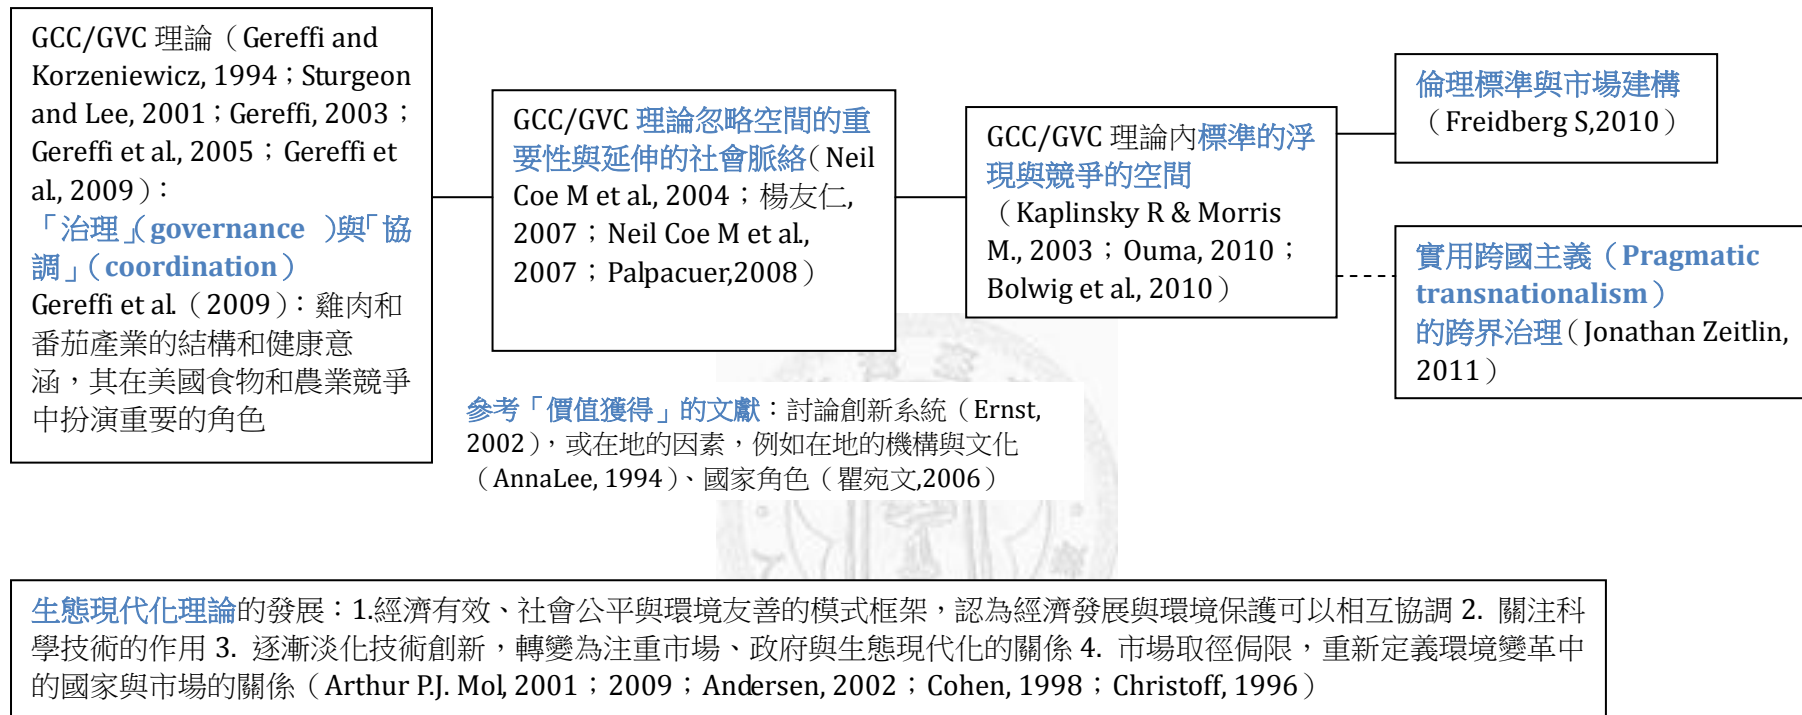 GCC/GVC 理論（Gereffi and
Korzeniewicz, 1994；Sturgeon
and Lee, 2001；Gereffi, 2003；
Gereffi et al., 2005；Gereffi et
al., 2009）：
「治理」（governance ）與「協
調」（coordination）
Gereffi et al.（2009）：雞肉和
番茄產業的結構和健康意
涵，其在美國食物和農業競爭
中扮演重要的角色
GCC/GVC 理論忽略空間的重
要性與延伸的社會脈絡（Neil
Coe M et al., 2004；楊友仁,
2007；Neil Coe M et al.,
2007；Palpacuer,2008）
GCC/GVC 理論內標準的浮
現與競爭的空間
（Kaplinsky R & Morris
M., 2003；Ouma, 2010；
Bolwig et al., 2010）
倫理標準與市場建構
（Freidberg S,2010）
實用跨國主義（Pragmatic
transnationalism）
的跨界治理（Jonathan Zeitlin,
2011）
參考「價值獲得」的文獻：討論創新系統（Ernst,
2002），或在地的因素，例如在地的機構與文化
（AnnaLee, 1994）、國家角色（瞿宛文,2006）
生態現代化理論的發展：1.經濟有效、社會公平與環境友善的模式框架，認為經濟發展與環境保護可以相互協調 2. 關注科
學技術的作用 3. 逐漸淡化技術創新，轉變為注重市場、政府與生態現代化的關係 4. 市場取徑侷限，重新定義環境變革中
的國家與市場的關係（Arthur P.J. Mol, 2001；2009；Andersen, 2002；Cohen, 1998；Christoff, 1996）